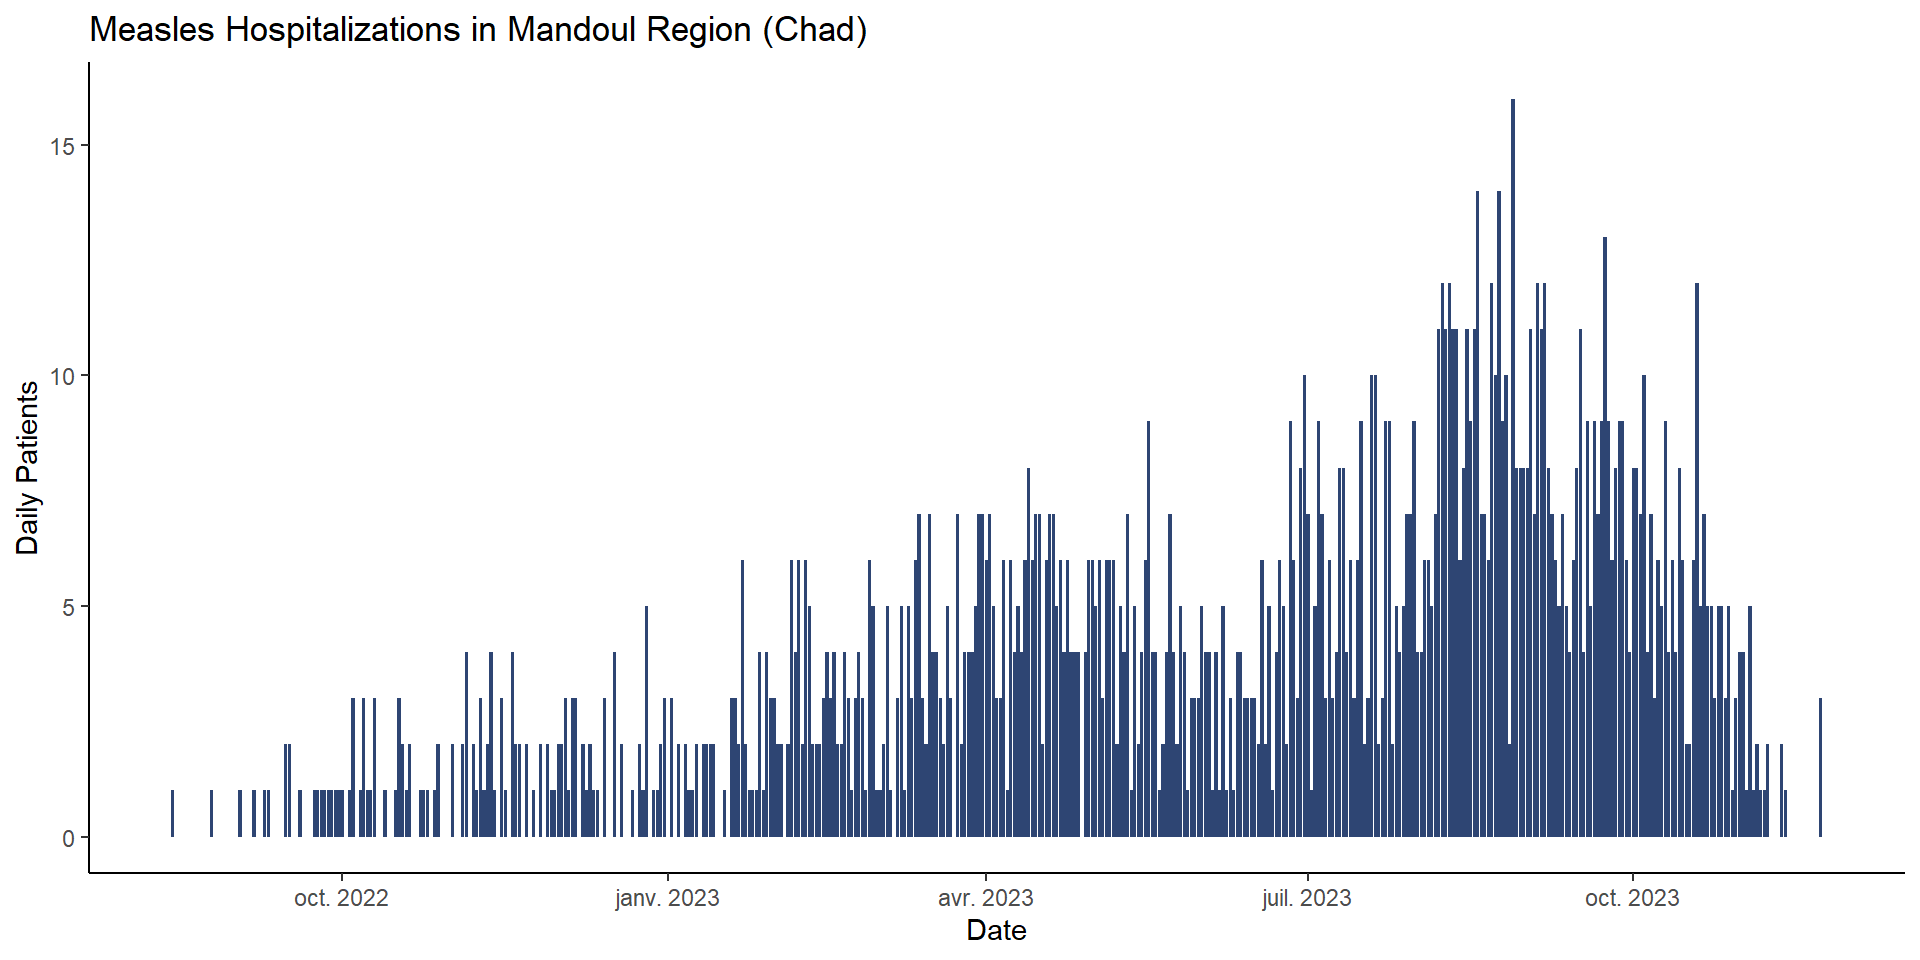 Measles Hospitalizations in Mandoul Region (Chad)
Daily Patients
15
10
5
0
oct. 2022
janv. 2023
avr. 2023
juil. 2023
oct. 2023
Date